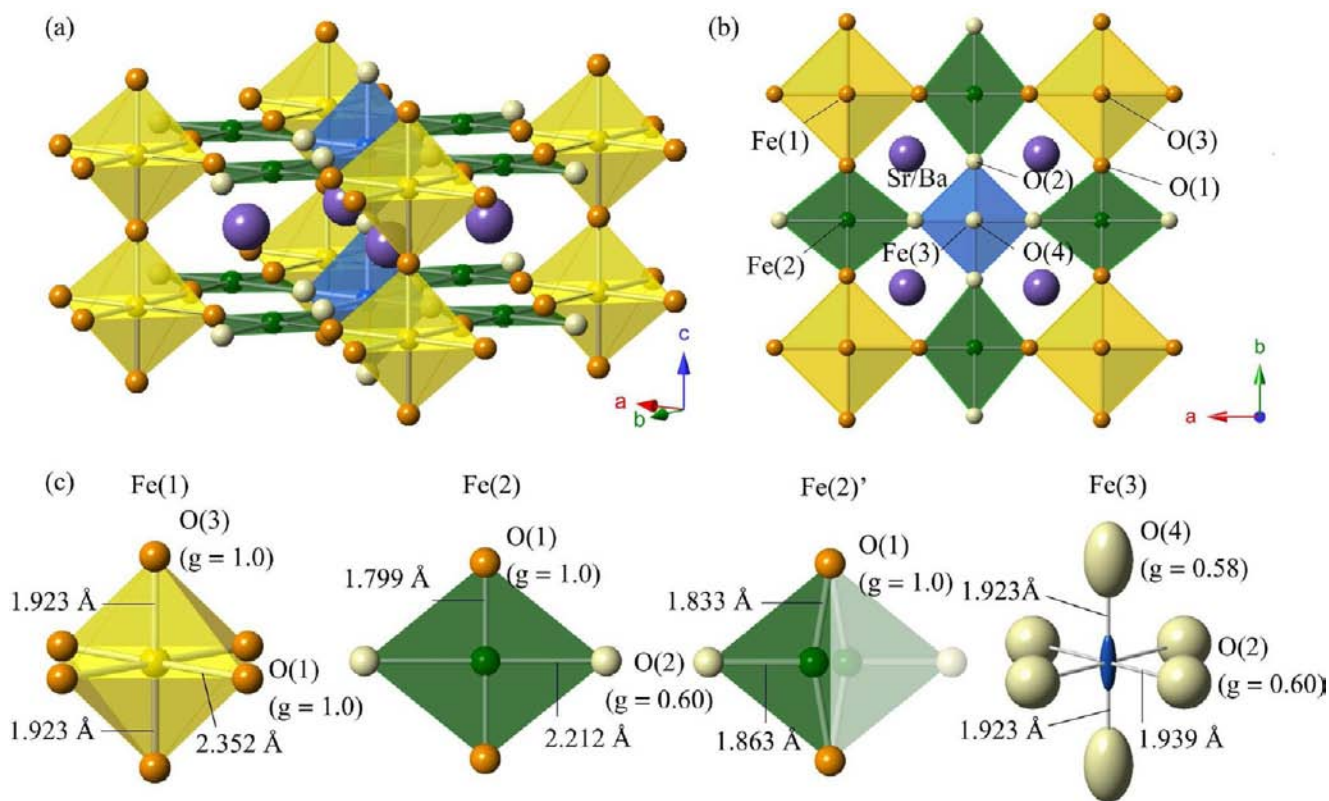 (a)
c
a
b
(b)
Fe(1)
O(3)
Sr/Ba
O(2)
O(1)
Fe(2)
Fe(3)
O(4)
b
a
(c)
Fe(1)
O(3)
(g = 1.0)
1.923 Å
O(1)
(g = 1.0)
1.923 Å
2.352 Å
Fe(2)
O(1)
(g = 1.0)
1.799 Å
O(2)
(g = 0.60)
2.212 Å
Fe(2)’
O(1)
(g = 1.0)
1.833 Å
1.863 Å
Fe(3)
O(4)
(g = 0.58)
1.923Å
O(2)
(g = 0.60)
1.923 Å
1.939 Å